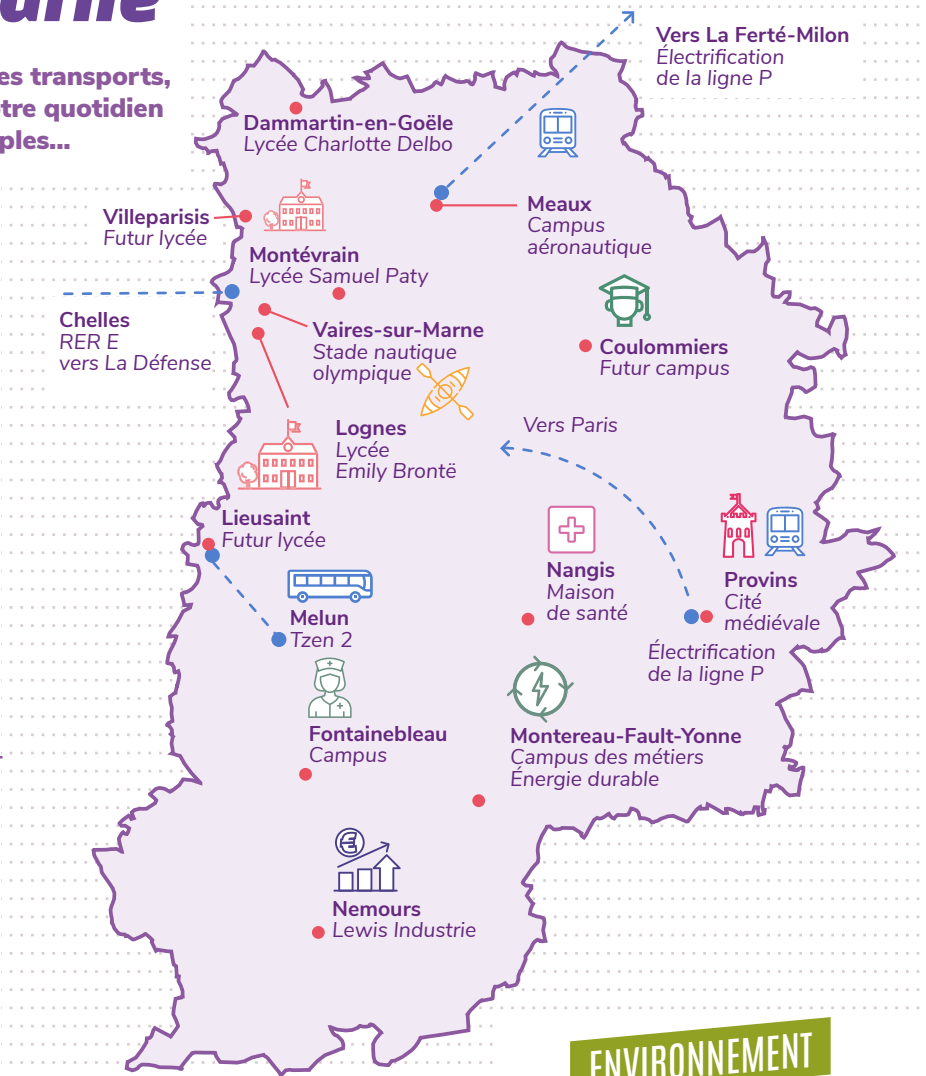 es transports,
tre quotidien
ples...
Vers La Ferté-Milon
Électrification
de la ligne P
Dammartin-en-Goële
Lycée Charlotte Delbo
Villeparisis
Futur lycée
Meaux
Campus
aéronautique
Montévrain
Lycée Samuel Paty
Chelles
RER E
vers La Défense
Vaires-sur-Marne
Stade nautique
olympique
Coulommiers
Futur campus
Vers Paris
Lognes
Lycée
Emily Brontë
Lieusaint
Futur lycée
Nangis
Maison
de santé
Provins
Cité
médiévale
Électrification
de la ligne P
Melun
Tzen 2
Fontainebleau
Campus
Montereau-Fault-Yonne
Campus des métiers
Énergie durable
Nemours
Lewis Industrie
ENVIRONNEMENT